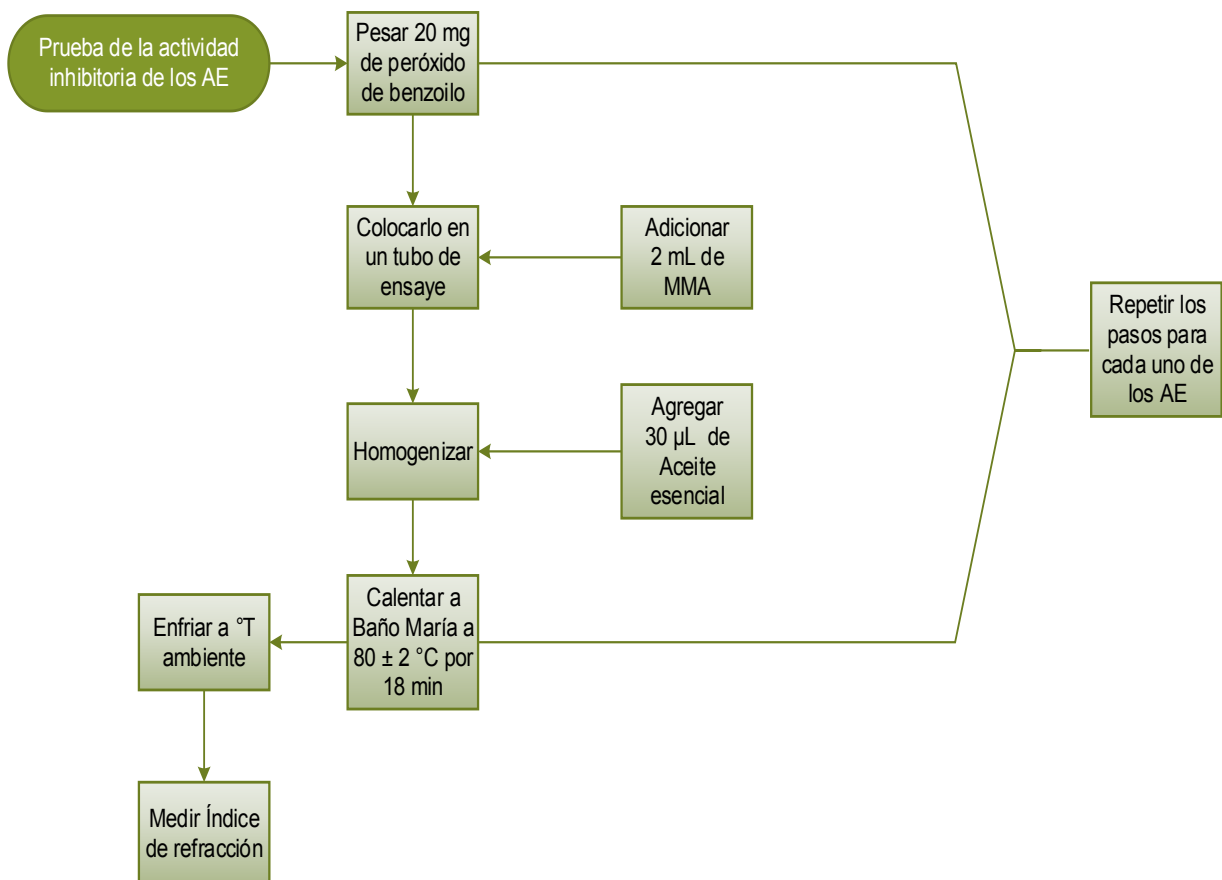 Prueba de la actividad
inhibitoria de los AE
Pesar 20 mg
de peróxido
de benzoilo
Colocarlo en
un tubo de
ensaye
Adicionar
2 mL de
MMA
Repetir los
pasos para
cada uno de
los AE
Homogenizar
Agregar
30 µL de
Aceite
esencial
Calentar a
Baño María a
80 ± 2 °C por
18 min
Enfriar a °T
ambiente
Medir Índice
de refracción